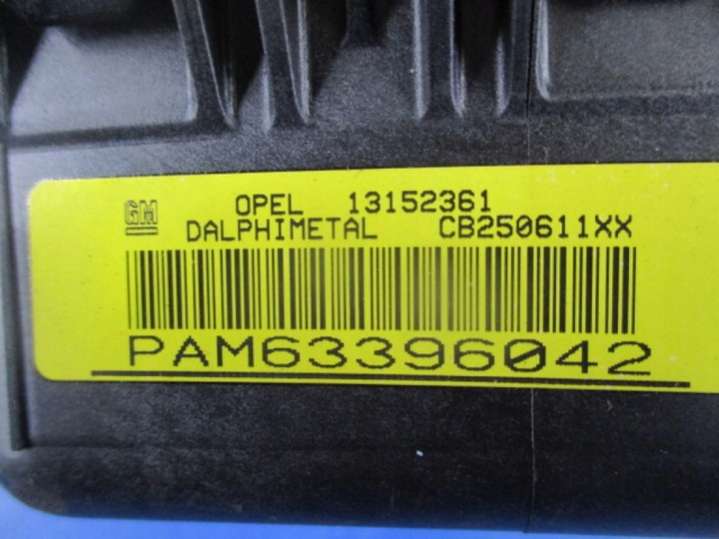 GM OPEL 13152361
DALPHIMETAL CB250611XX
PAM63396042